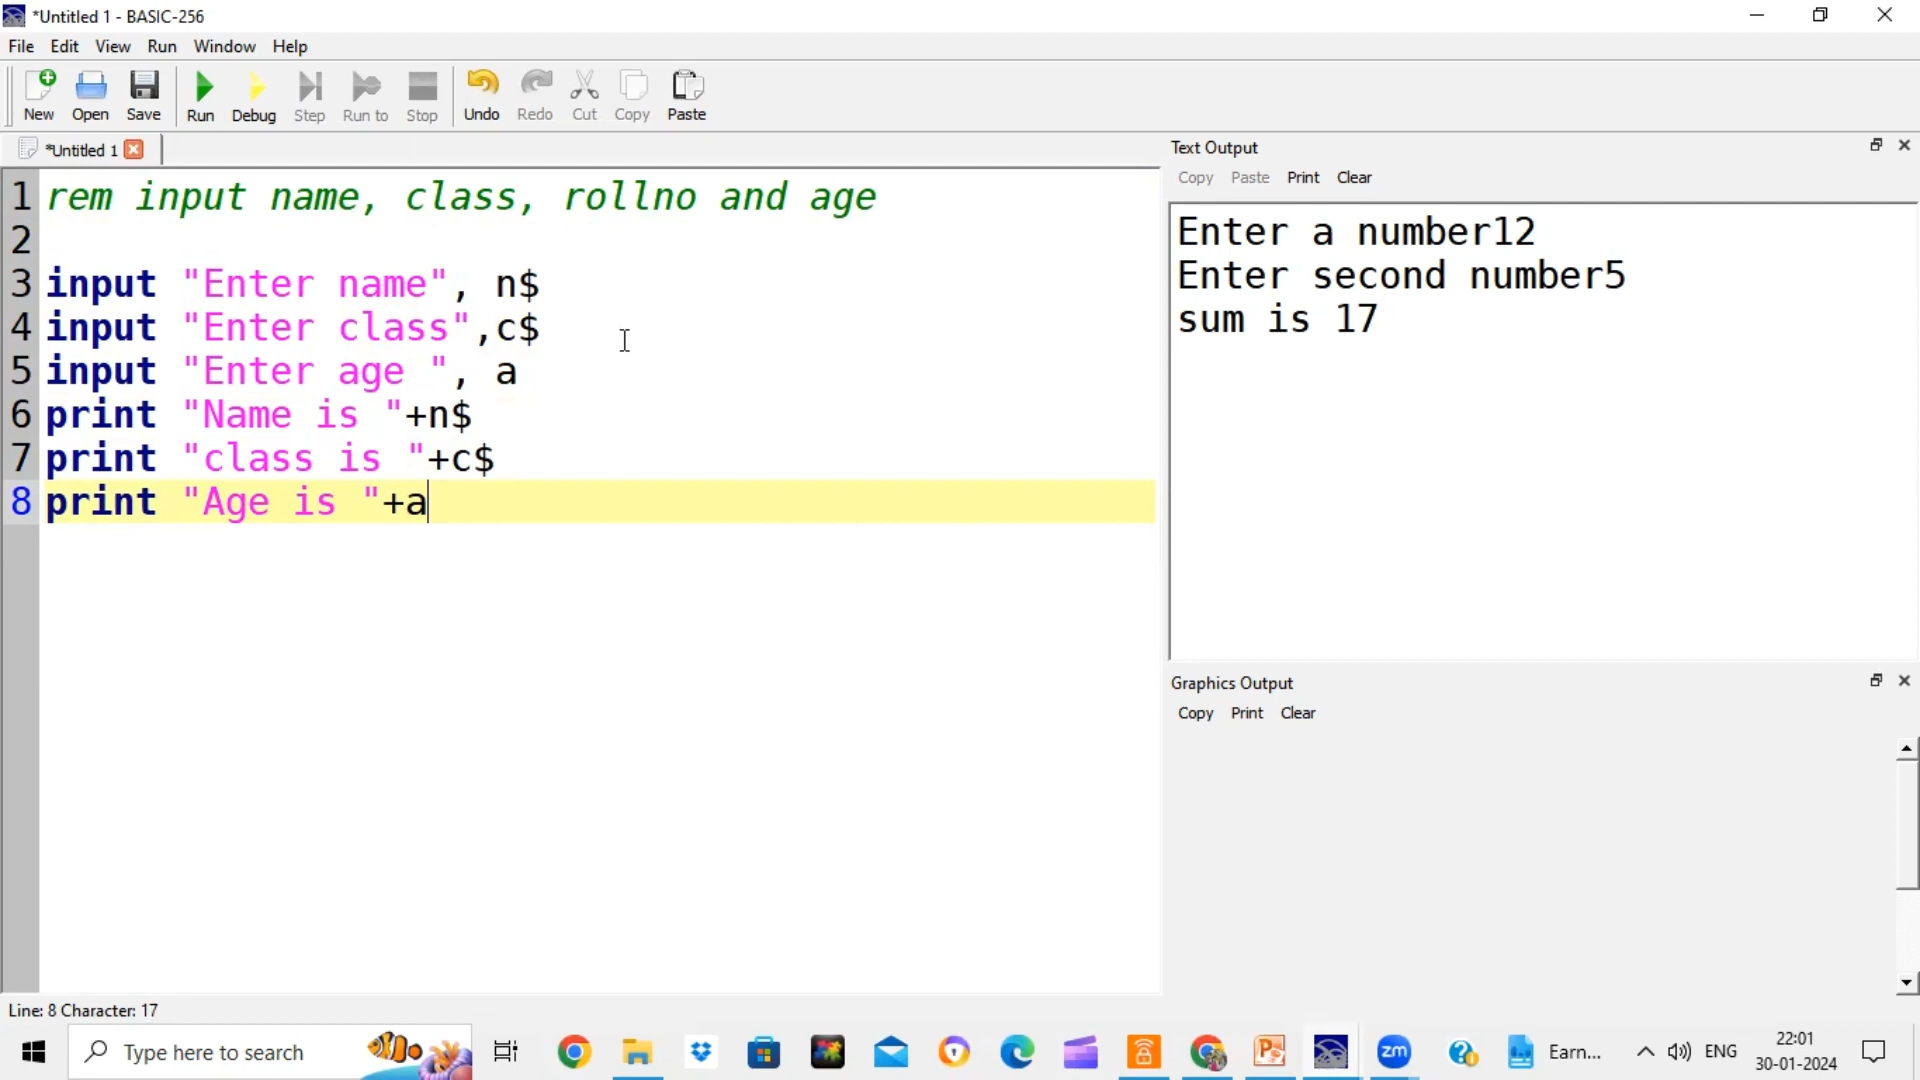 *Untitled 1 - BASIC-256
File Edit View Run Window Help
New Open Save Run Debug Step Run to Stop Undo Redo Cut Copy Paste
*Untitled 1
1 rem input name, class, rollno and age
2
3 input "Enter name", n$
4 input "Enter class",c$
5 input "Enter age ", a
6 print "Name is "+n$
7 print "class is "+c$
8 print "Age is "+a
Text Output
Copy Paste Print Clear
Enter a number12
Enter second number5
sum is 17
Graphics Output
Copy Print Clear
Line: 8 Character: 17
Type here to search
zm
Earn...
ENG
22:01
30-01-2024